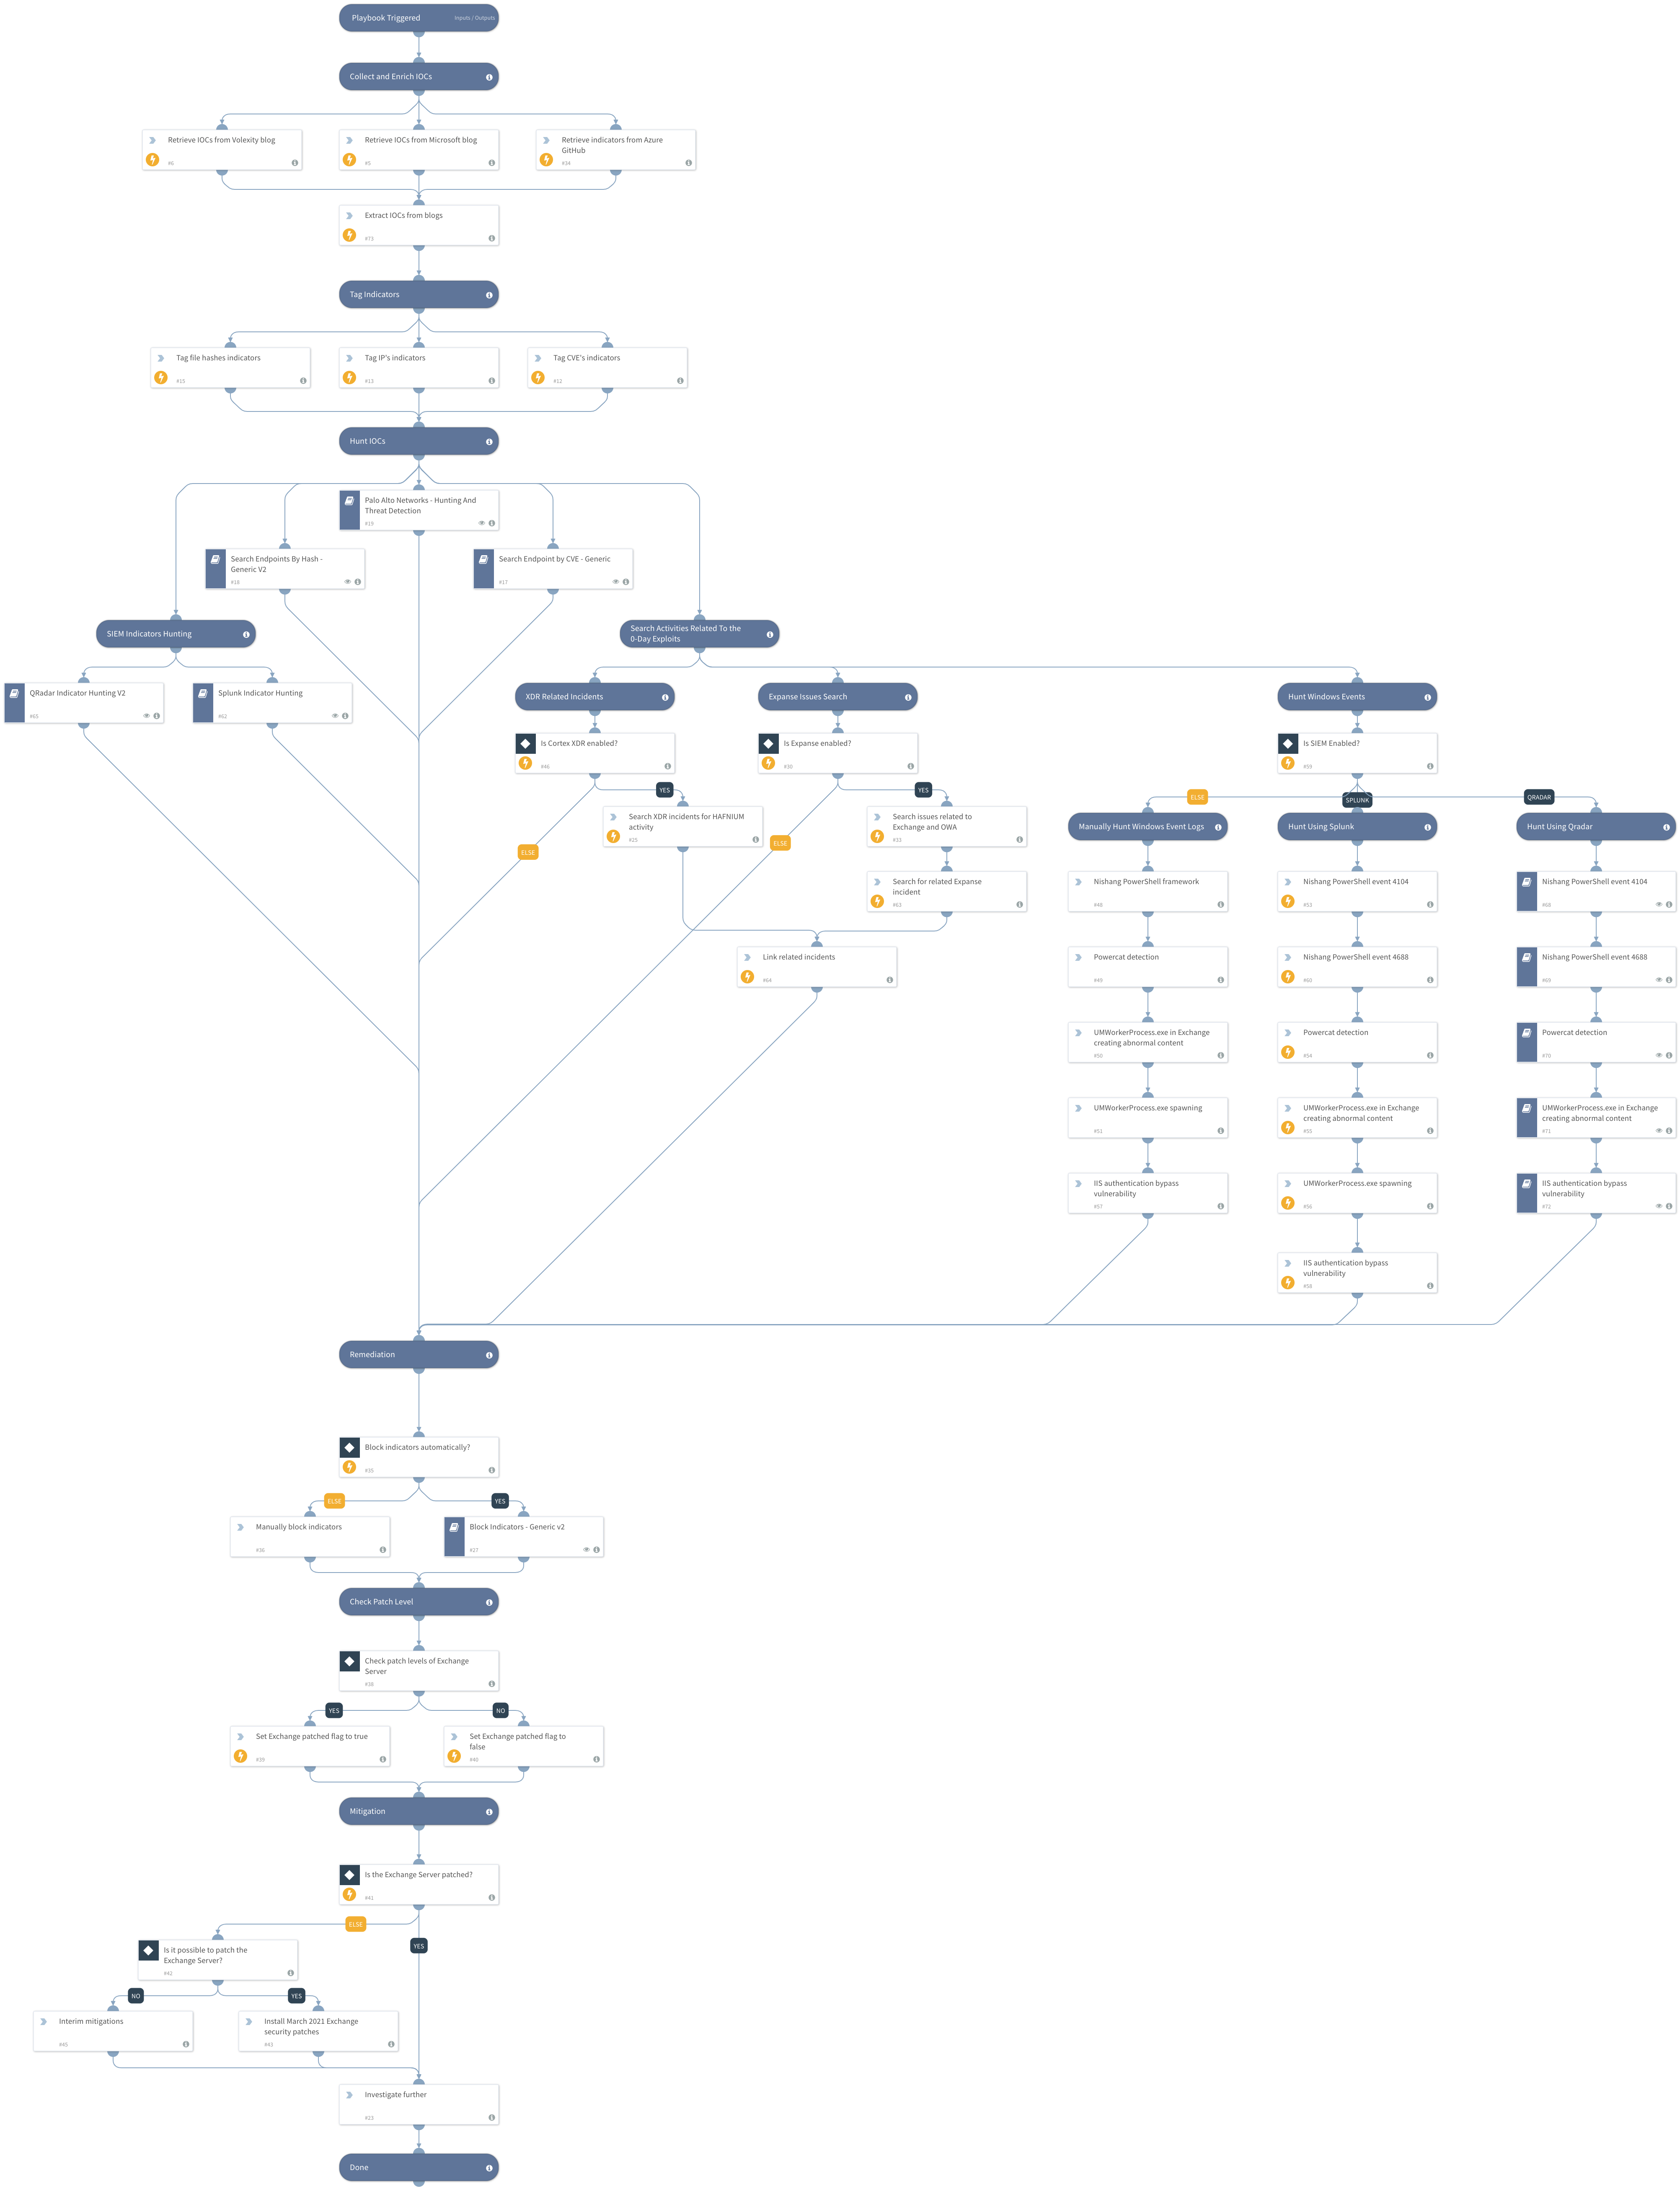 Playbook Triggered
Inputs / Outputs
Collect and Enrich IOCs
Retrieve IOCs from Volexity blog
#6
Retrieve IOCs from Microsoft blog
#5
Retrieve indicators from Azure
GitHub
#34
Extract IOCs from blogs
#73
Tag Indicators
Tag file hashes indicators
#15
Tag IP's indicators
#13
Tag CVE's indicators
#12
Hunt IOCs
Palo Alto Networks - Hunting And
Threat Detection
#19
Search Endpoints By Hash -
Generic V2
#16
Search Endpoint by CVE - Generic
#17
SIEM Indicators Hunting
Search Activities Related To the
0-Day Exploits
QRadar Indicator Hunting V2
#65
Splunk Indicator Hunting
#62
XDR Related Incidents
Expanse Issues Search
Hunt Windows Events
Is Cortex XDR enabled?
#46
Is Expanse enabled?
#30
Is SIEM Enabled?
#59
YES
YES
ELSE
SPLUNK
QRADAR
Search XDR incidents for HAFNIUM
activity
#25
Search issues related to
Exchange and OWA
#33
Manually Hunt Windows Event Logs
Hunt Using Splunk
Hunt Using Qradar
ELSE
ELSE
Search for related Expanse
incident
#63
Nishang PowerShell framework
#48
Nishang PowerShell event 4104
#53
Nishang PowerShell event 4104
#68
Link related incidents
#64
Powercat detection
#49
Nishang PowerShell event 4688
#60
Nishang PowerShell event 4688
#69
UMWorkerProcess.exe in Exchange
creating abnormal content
#50
Powercat detection
#54
Powercat detection
#70
UMWorkerProcess.exe spawning
#51
UMWorkerProcess.exe in Exchange
creating abnormal content
#55
UMWorkerProcess.exe in Exchange
creating abnormal content
#71
IIS authentication bypass
vulnerability
#57
UMWorkerProcess.exe spawning
#56
IIS authentication bypass
vulnerability
#72
IIS authentication bypass
vulnerability
#58
Remediation
Block indicators automatically?
#35
ELSE
YES
Manually block indicators
#36
Block Indicators - Generic v2
#27
Check Patch Level
Check patch levels of Exchange
Server
#38
YES
NO
Set Exchange patched flag to true
#39
Set Exchange patched flag to
false
#40
Mitigation
Is the Exchange Server patched?
#41
ELSE
YES
Is it possible to patch the
Exchange Server?
#42
NO
YES
Interim mitigations
#45
Install March 2021 Exchange
security patches
#43
Investigate further
#23
Done